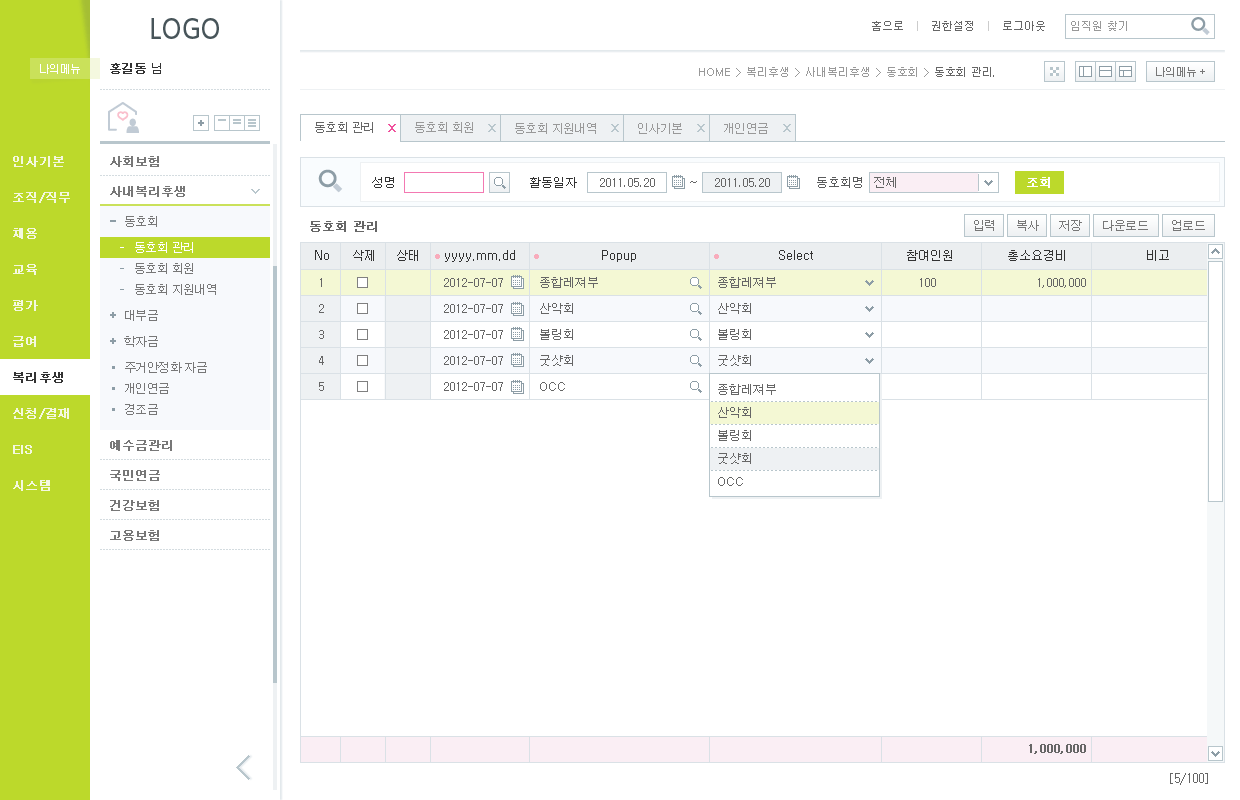 LOGO
홈으로
권한설정
로그아웃
임직원 찾기
나의메뉴
홍길동 님
HOME > 복리후생 > 사내복리후생 > 동호회 > 동호회 관리.
나의메뉴 +
인사기본
조직/직무
채용
교육
평가
급여
복리후생
신청/결재
EIS
시스템
사회보험
사내복리후생
- 동호회
- 동호회 관리
- 동호회 회원
- 동호회 지원내역
+ 대부금
+ 학자금
주거안정화 자금
개인연금
경조금
예수금관리
국민연금
건강보험
고용보험
동호회 관리 X 동호회 회원 X 동호회 지원내역 X 인사기본 X 개인연금 X
성명 활동일자 2011.05.20 ~ 2011.05.20 동호회명 전체 조회
동호회 관리 입력 복사 저장 다운로드 업로드
No 삭제 상태 yyyy.mm.dd Popup Select 참여인원 총소요경비 비고
1 2012-07-07 종합레져부 종합레져부 100 1,000,000
2 2012-07-07 산악회 산악회
3 2012-07-07 볼링회 볼링회
4 2012-07-07 굿샷회 굿샷회
5 2012-07-07 OCC
종합레져부
산악회
볼링회
굿샷회
OCC
1,000,000
[5/100]